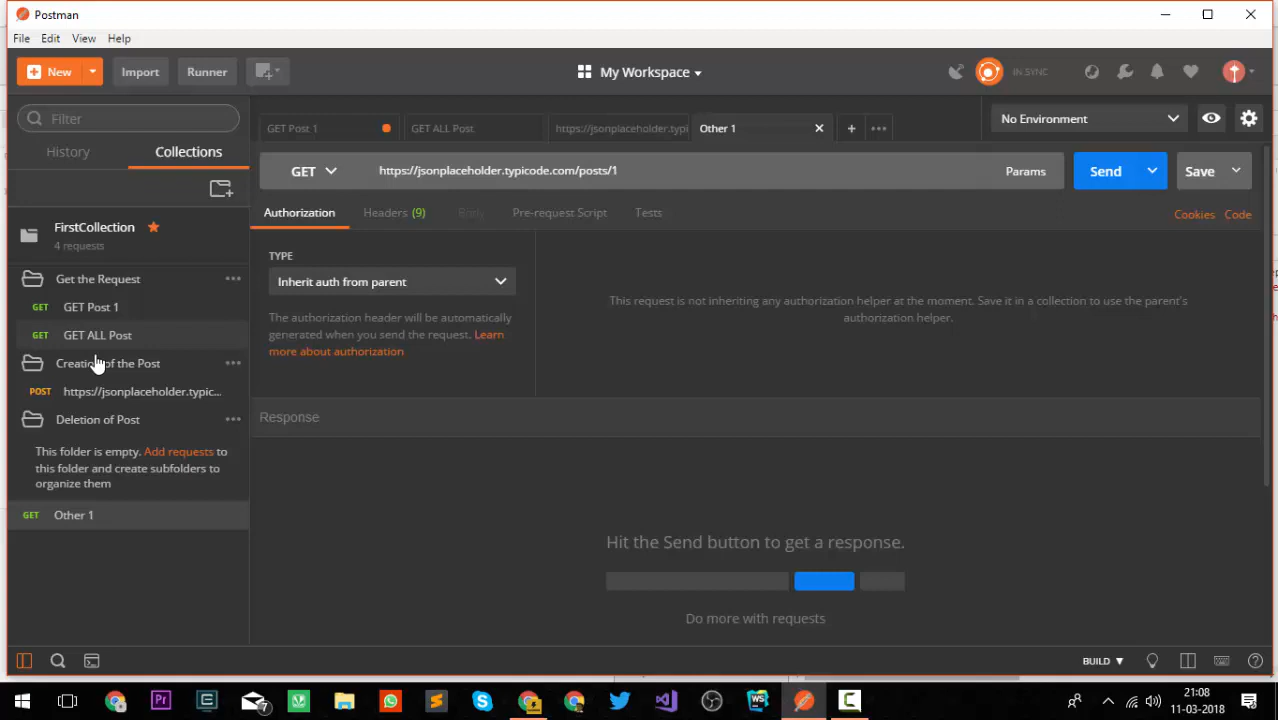 Postman
File Edit View Help
New Import Runner My Workspace IN SYNC
Filter
History Collections
FirstCollection
4 requests
Get the Request
GET GET Post 1
GET GET ALL Post
Creation of the Post
POST https://jsonplaceholder.typic...
Deletion of Post
This folder is empty. Add requests to
this folder and create subfolders to
organize them
GET Other 1
GET Post 1 GET ALL Post https://jsonplaceholder.typi Other 1
No Environment
GET https://jsonplaceholder.typicode.com/posts/1 Params Send Save
Authorization Headers (9) Body Pre-request Script Tests Cookies Code
TYPE
Inherit auth from parent
The authorization header will be automatically
generated when you send the request. Learn
more about authorization
This request is not inheriting any authorization helper at the moment. Save it in a collection to use the parent's
authorization helper.
Response
Hit the Send button to get a response.
Do more with requests
BUILD
7
Pr
21:08
11-03-2018